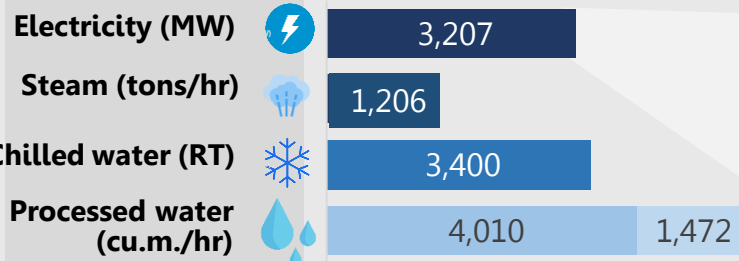 Electricity (MW) 3,207
Steam (tons/hr) 1,206
Chilled water (RT) 3,400
Processed water
(cu.m./hr) 4,010 1,472